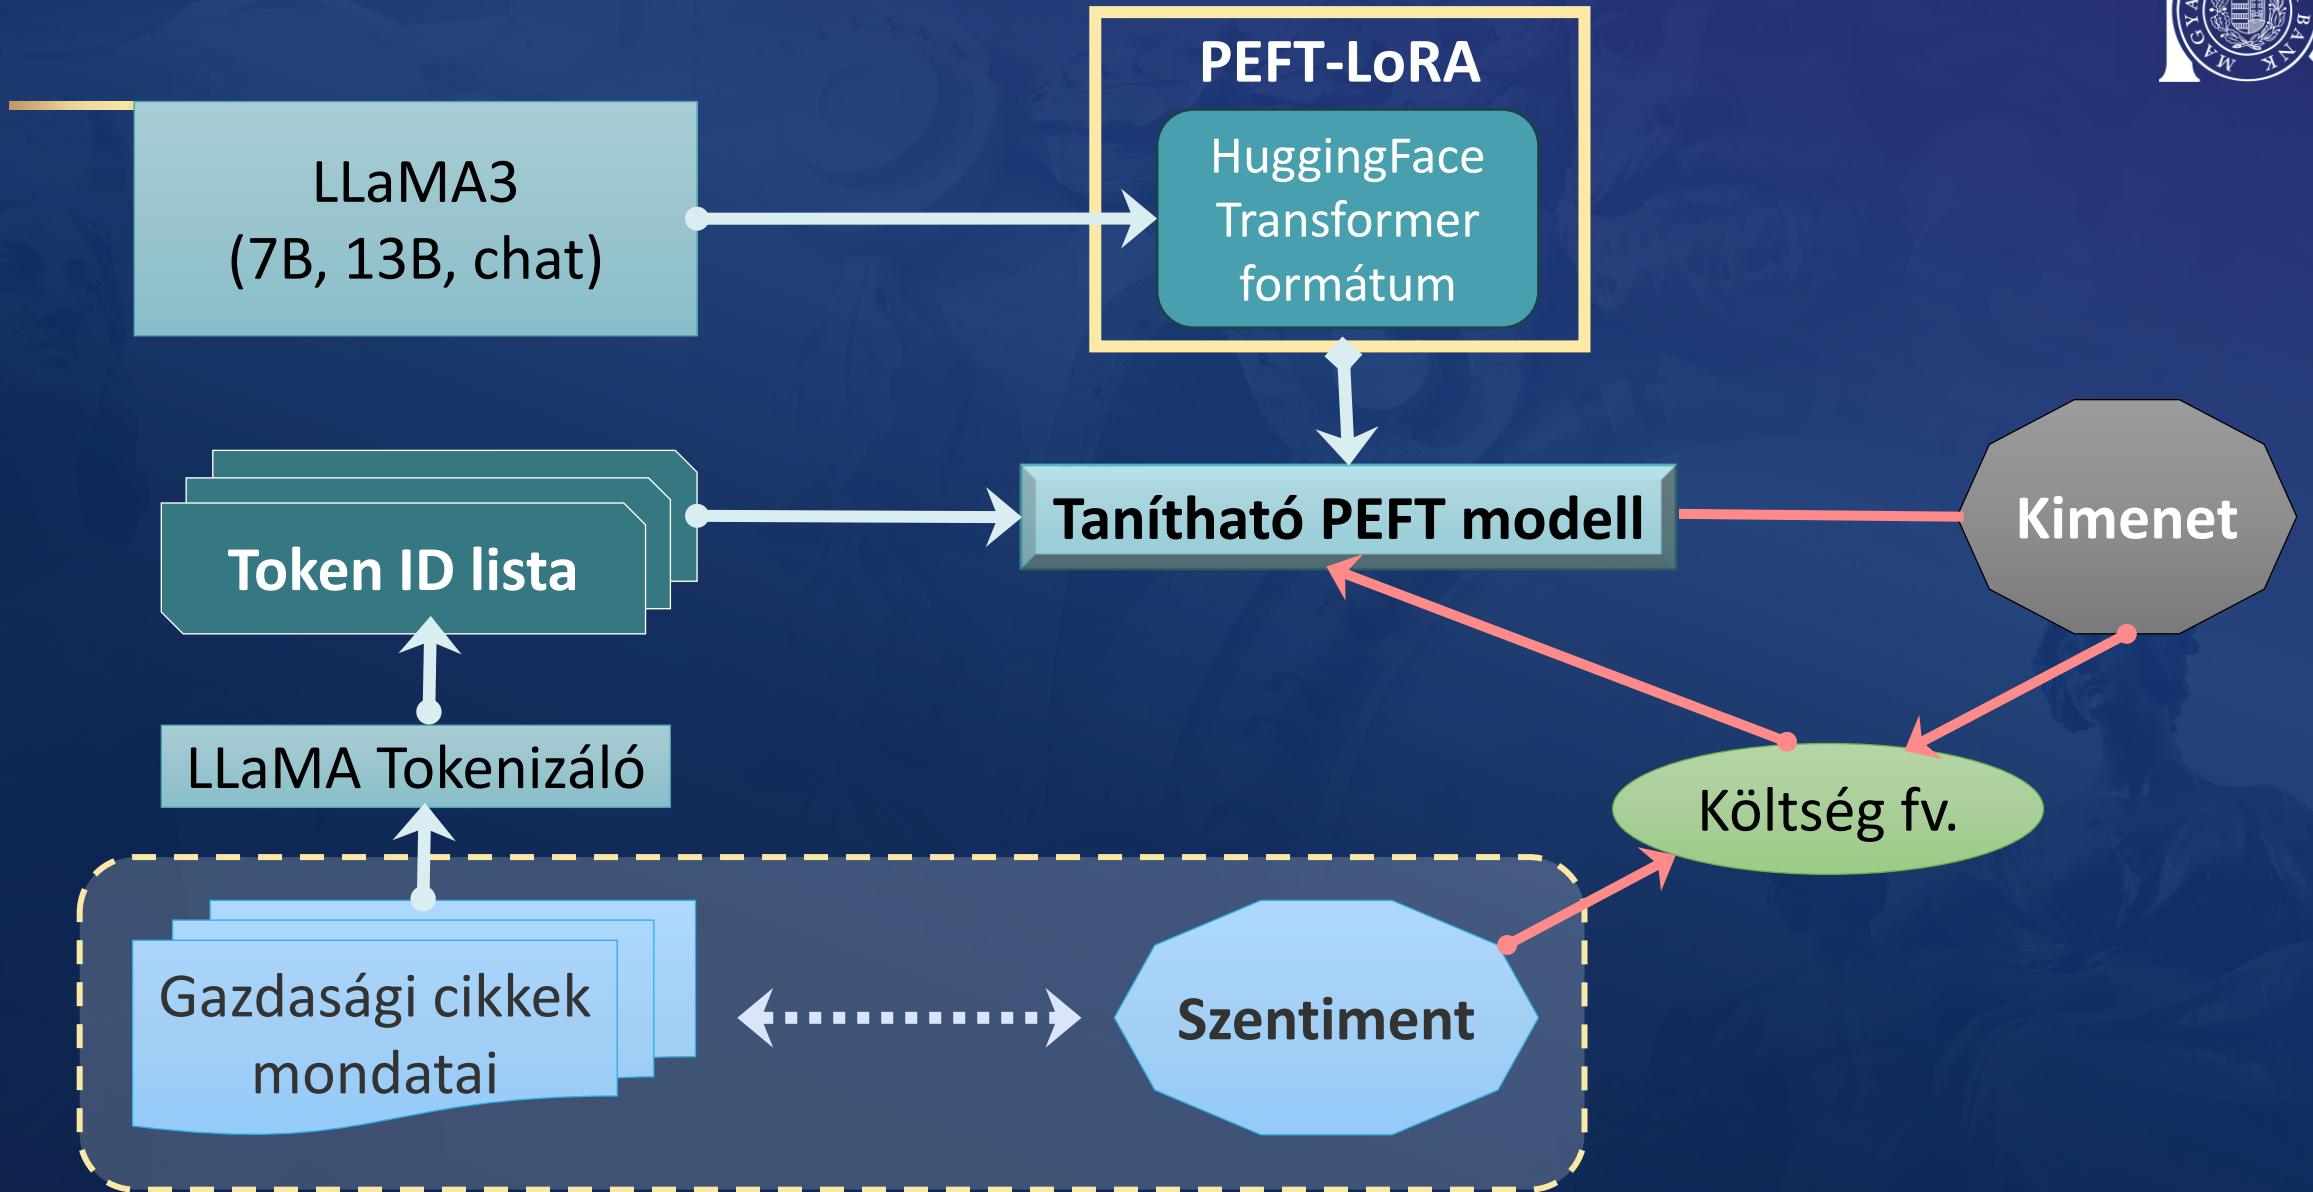 PEFT-LoRA
HuggingFace
Transformer
formátum
LLaMA3
(7B, 13B, chat)
Token ID lista
Tanítható PEFT modell
Kimenet
LLaMA Tokenizáló
Költség fv.
Gazdasági cikkek
mondatai
Szentiment